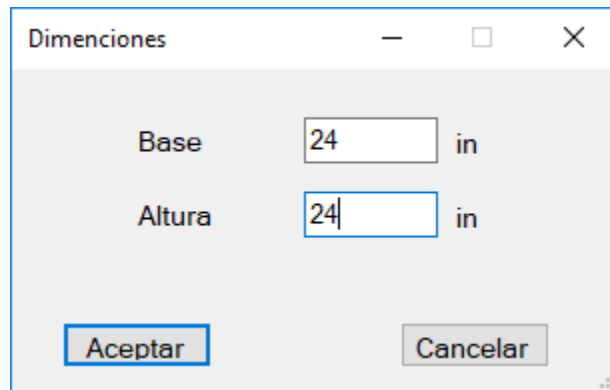 Dimenciones
Base 24 in
Altura 24 in
Aceptar Cancelar